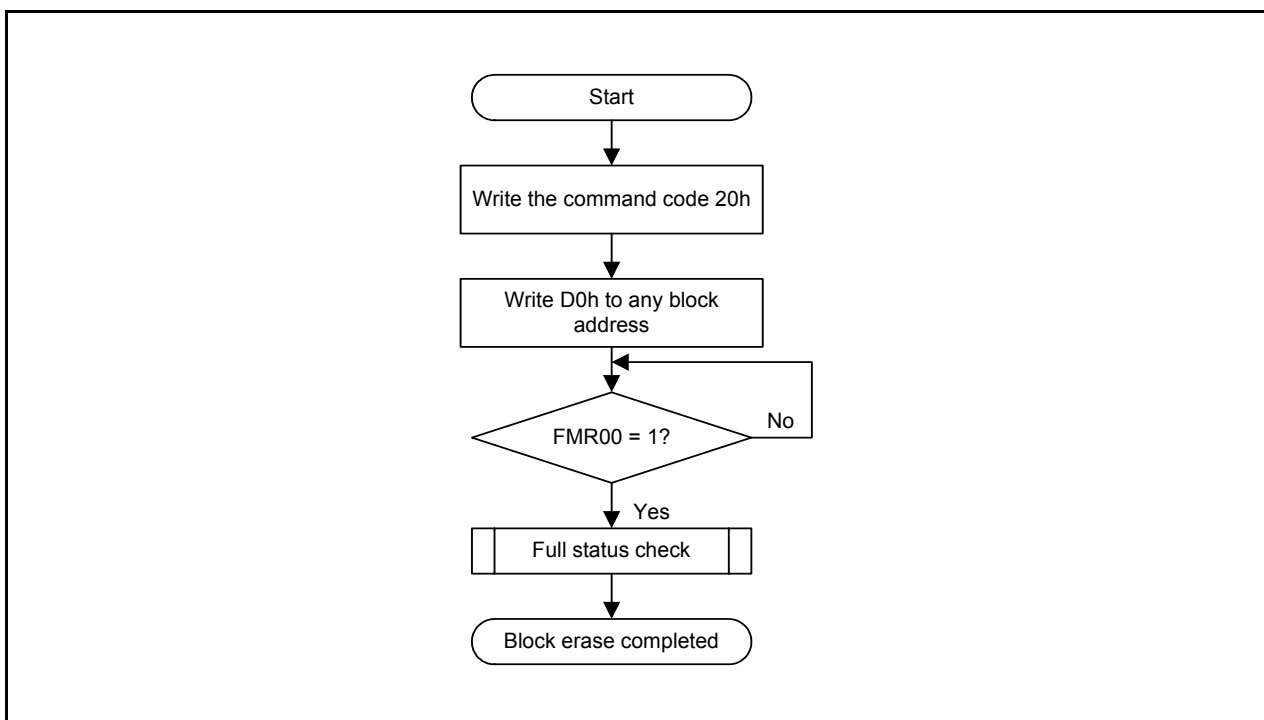 Start
Write the command code 20h
Write D0h to any block
address
FMR00 = 1?
No
Yes
Full status check
Block erase completed